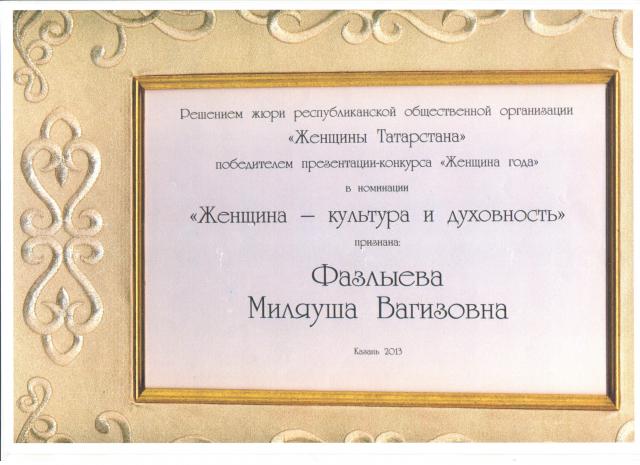 Решением жюри республиканской общественной организации
«Женщины Татарстана»
победителем презентации-конкурса «Женщина года»
в номинации
«Женщина – культура и духовность»
признана:
Фазлыева
Миляуша Вагизовна
Казань 2013